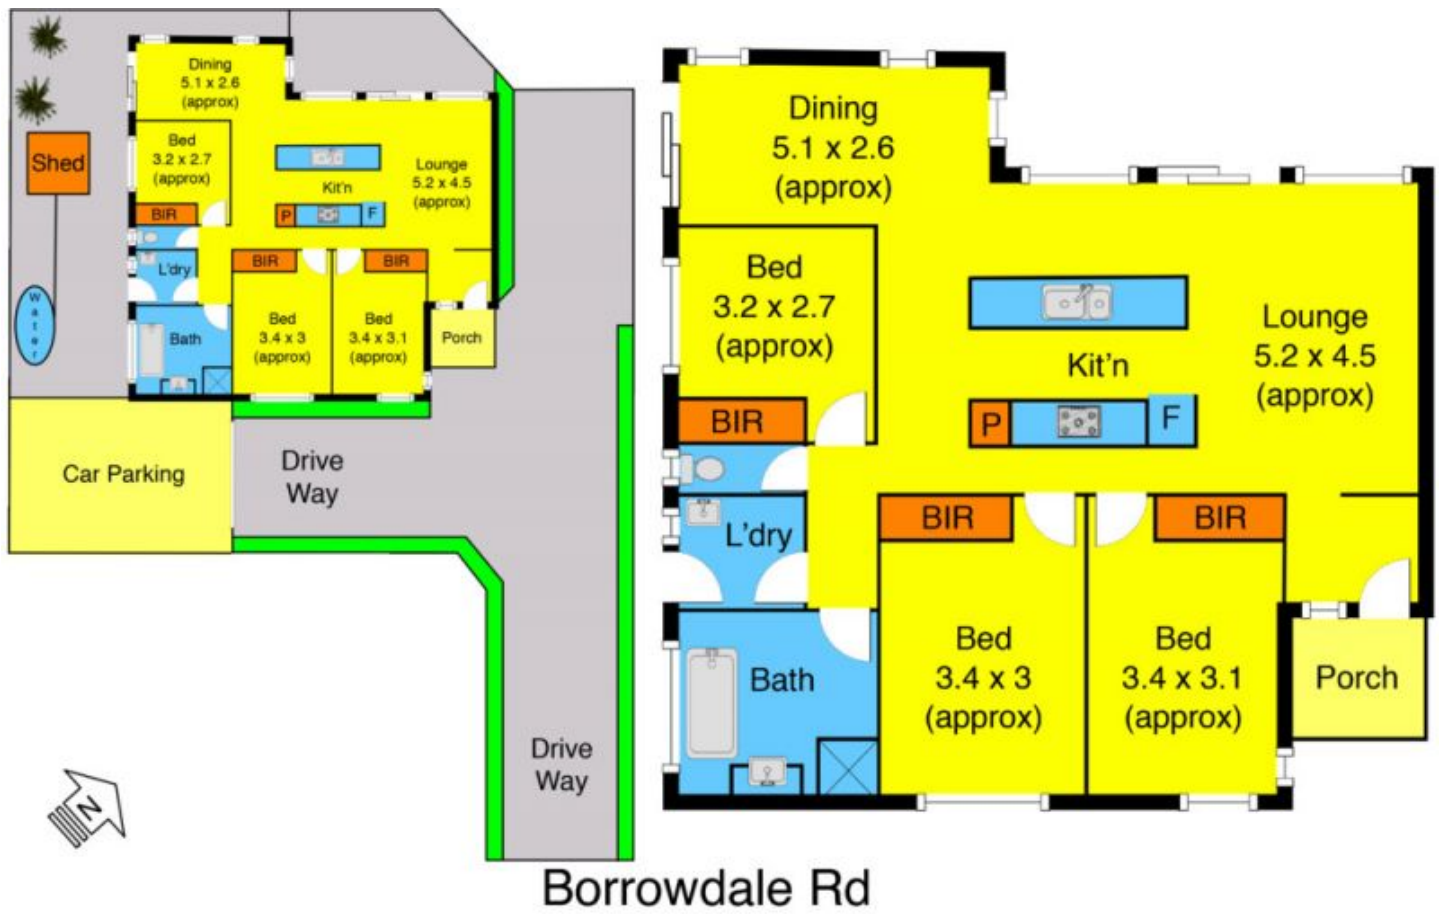 Dining
5.1 x 2.6
(approx)
Bed
3.2 x 2.7
(approx)
Shed
Lounge
5.2 x 4.5
(approx)
Kit'n
BIR
P
F
L'dry
BIR
BIR
Water
Bath
Bed
3.4 x 3
(approx)
Bed
3.4 x 3.1
(approx)
Porch
Car Parking
Drive
Way
Drive
Way
N
Dining
5.1 x 2.6
(approx)
Bed
3.2 x 2.7
(approx)
Lounge
5.2 x 4.5
(approx)
Kit'n
BIR
P
F
L'dry
BIR
BIR
Bath
Bed
3.4 x 3
(approx)
Bed
3.4 x 3.1
(approx)
Porch
Borrowdale Rd